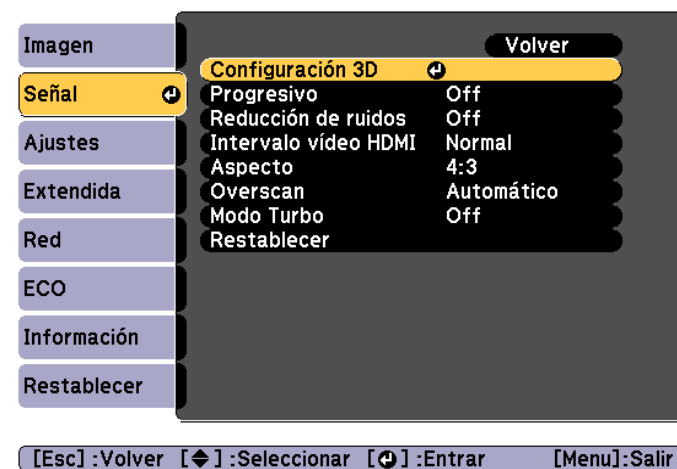 Imagen
Señal
Ajustes
Extendida
Red
ECO
Información
Restablecer
Volver
Configuración 3D
Progresivo Off
Reducción de ruidos Off
Intervalo vídeo HDMI Normal
Aspecto 4:3
Overscan Automático
Modo Turbo Off
Restablecer
[Esc] :Volver [◆] :Seleccionar [↵] :Entrar [Menu]:Salir